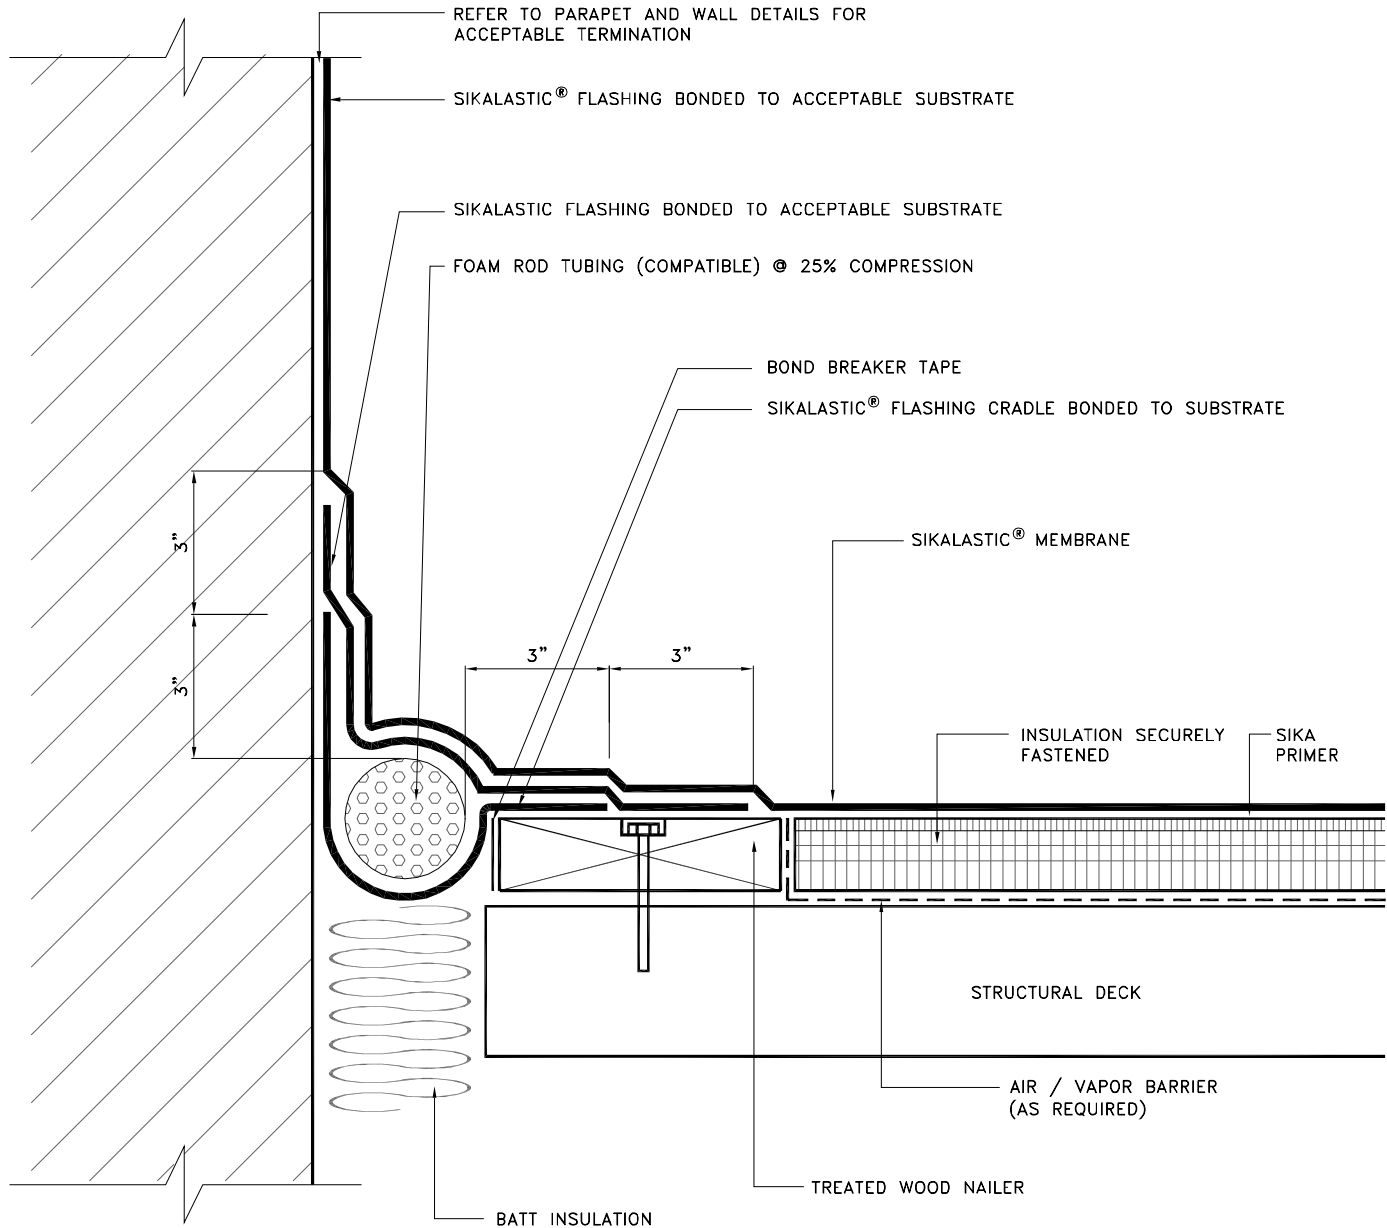 REFER TO PARAPET AND WALL DETAILS FOR
ACCEPTABLE TERMINATION
SIKALASTIC® FLASHING BONDED TO ACCEPTABLE SUBSTRATE
SIKALASTIC FLASHING BONDED TO ACCEPTABLE SUBSTRATE
FOAM ROD TUBING (COMPATIBLE) @ 25% COMPRESSION
BOND BREAKER TAPE
SIKALASTIC® FLASHING CRADLE BONDED TO SUBSTRATE
SIKALASTIC® MEMBRANE
3”
3”
3”
3”
INSULATION SECURELY
FASTENED
SIKA
PRIMER
STRUCTURAL DECK
AIR / VAPOR BARRIER
(AS REQUIRED)
TREATED WOOD NAILER
BATT INSULATION